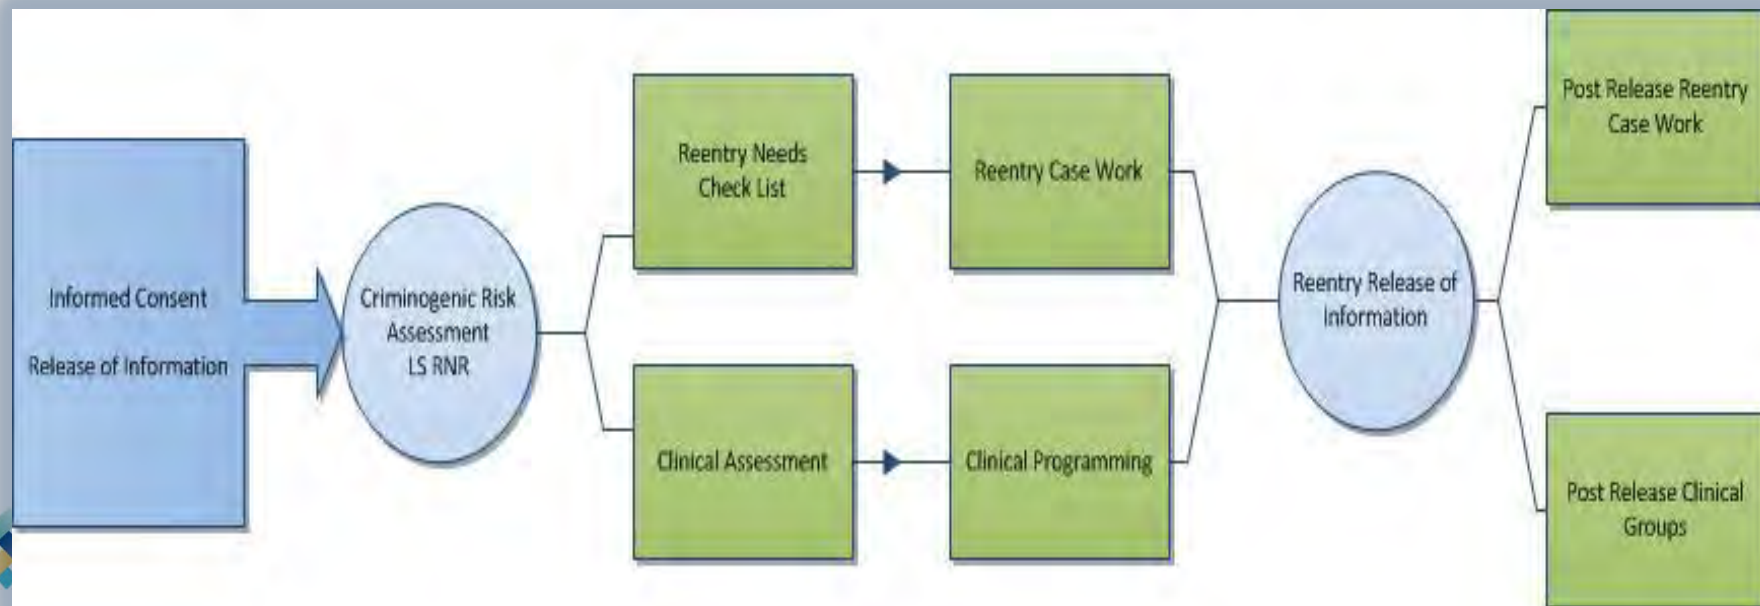 Informed Consent
Release of Information
Criminogenic Risk
Assessment
LS RNR
Reentry Needs
Check List
Clinical Assessment
Reentry Case Work
Clinical Programming
Reentry Release of
Information
Post Release Reentry
Case Work
Post Release Clinical
Groups